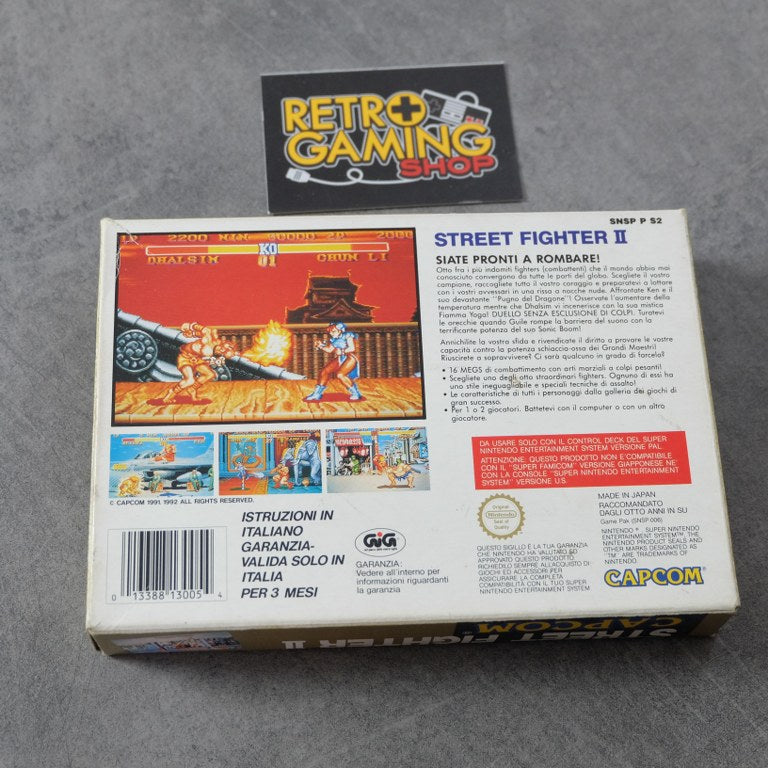 RETRO
GAMING
SHOP
SNSP P S2
1P 2200 NIN 50000 2P 2000
KO
DHALSIM 01 CHUN LI
STREET FIGHTER II
SIATE PRONTI A ROMBARE!
Otto fra i più indomiti fighters (combattenti) che il mondo abbia mai
conosciuto convergono da tutte le porti del globo. Scegliete il vostro
campione, raccogliete tutto il vostro coraggio e preparatevi a lottare
con i vostri avversari in una rissa a nocche nude. Affrontate Ken e il
suo devastante "Pugno del Dragone"! Osservate l'aumentare della
temperatura mentre che Dhalsim vi incenerisce con la sua mistica
Fiamma Yoga! DUELLO SENZA ESCLUSIONE DI COLPI. Turatevi
le orecchie quando Guile rompe la barriera del suono con la
terrificante potenza del suo Sonic Boom!
Annichilite la vostra sfida e rivendicate il diritto a provare le vostre
capacità contro la potenza schiaccia-ossa dei Grandi Maestri!
Riuscirete a sopravvivere? Ci sarà qualcuno in grado di farcela?
• 16 MEGS di combattimento con arti marziali a colpi pesanti!
• Scegliete uno degli otto straordinari fighters. Ognuno di essi ha
uno stile ineguagliabile e speciali tecniche di assalto!
• Le caratteristiche di tutti i personaggi dalla galleria dei giochi di
gran successo.
• Per 1 o 2 giocatori. Battetevi con il computer o con un altro
giocatore.
DA USARE SOLO CON IL CONTROL DECK DEL SUPER
NINTENDO ENTERTAINMENT SYSTEM VERSIONE PAL.
ATTENZIONE: QUESTO PRODOTTO NON E'COMPATIBILE
CON IL "SUPER FAMICOM" VERSIONE GIAPPONESE NE'
CON LA CONSOLE "SUPER NINTENDO ENTERTAINMENT
SYSTEM" VERSIONE U.S.
© CAPCOM 1991 1992 ALL RIGHTS RESERVED.
0 13388 13005 4
ISTRUZIONI IN
ITALIANO
GARANZIA-
VALIDA SOLO IN
ITALIA
PER 3 MESI
GiG
GARANZIA:
Vedere all'interno per
informazioni riguardanti
la garanzia
Original
Nintendo
Seal of
Quality
QUESTO SIGILLO È LA TUA GARANZIA
CHE NINTENDO HA VALUTATO ED
APPROVATO QUESTO PRODOTTO.
RICHIEDILO SEMPRE ALL'ACQUISTO DI
GIOCHI ED ACCESSORI PER
ASSICURARE LA COMPLETA
COMPATIBILITÀ CON IL TUO SUPER
NINTENDO ENTERTAINMENT SYSTEM
MADE IN JAPAN
RACCOMANDATO
DAGLI OTTO ANNI IN SU
Game Pak (SNSP 006)
NINTENDO ®, SUPER NINTENDO
ENTERTAINMENT SYSTEM™, THE
NINTENDO PRODUCT SEALS AND
OTHER MARKS DESIGNATED AS
"TM" ARE TRADEMARKS OF
NINTENDO.
CAPCOM
STREET FIGHTER II
CAPCOM